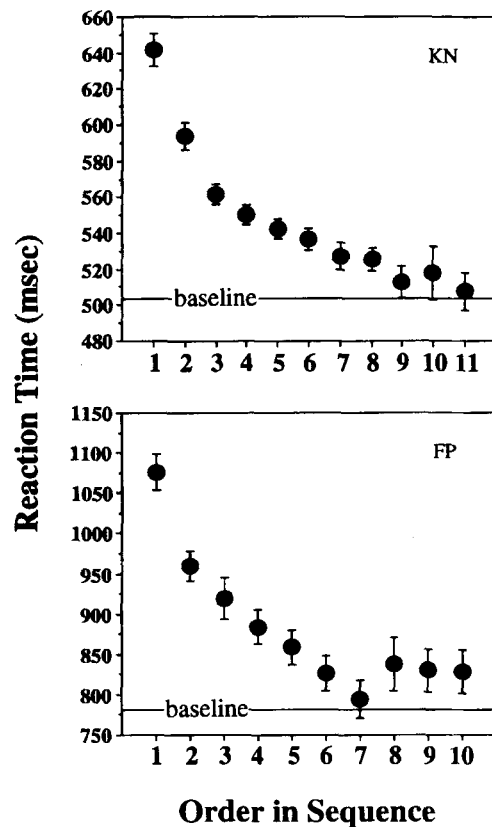 660
640
620
600
580
560
540
520
500
480
KN
baseline
1 2 3 4 5 6 7 8 9 10 11
Reaction Time (msec)
1150
1100
1050
1000
950
900
850
800
750
FP
baseline
1 2 3 4 5 6 7 8 9 10
Order in Sequence